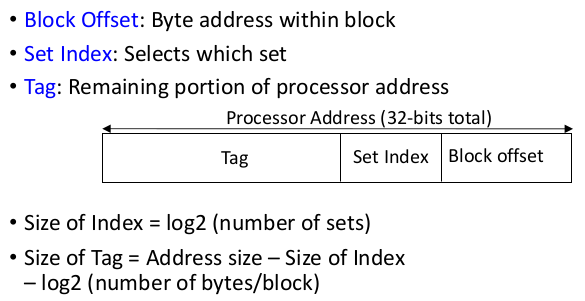 • Block Offset: Byte address within block
• Set Index: Selects which set
• Tag: Remaining portion of processor address
Processor Address (32-bits total)
Tag Set Index Block offset
• Size of Index = log2 (number of sets)
• Size of Tag = Address size – Size of Index
– log2 (number of bytes/block)